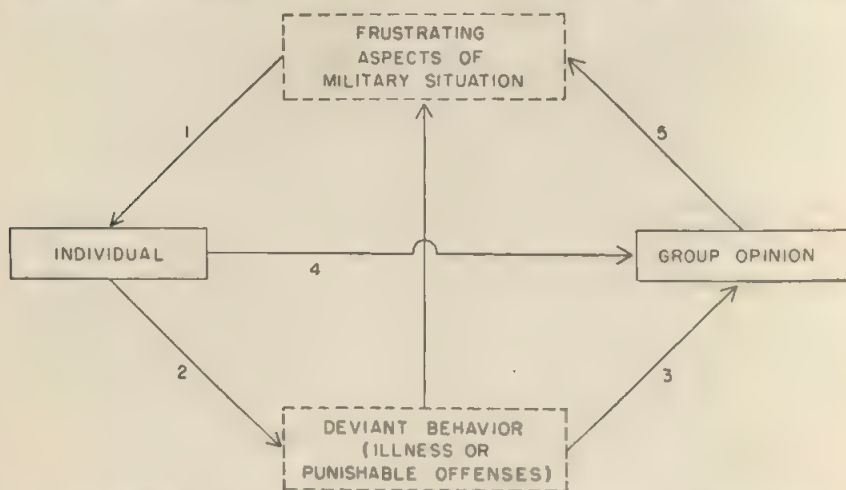 FRUSTRATING
ASPECTS OF
MILITARY SITUATION
1
5
INDIVIDUAL
4
GROUP OPINION
2
3
DEVIANT BEHAVIOR
(ILLNESS OR
PUNISHABLE OFFENSES)